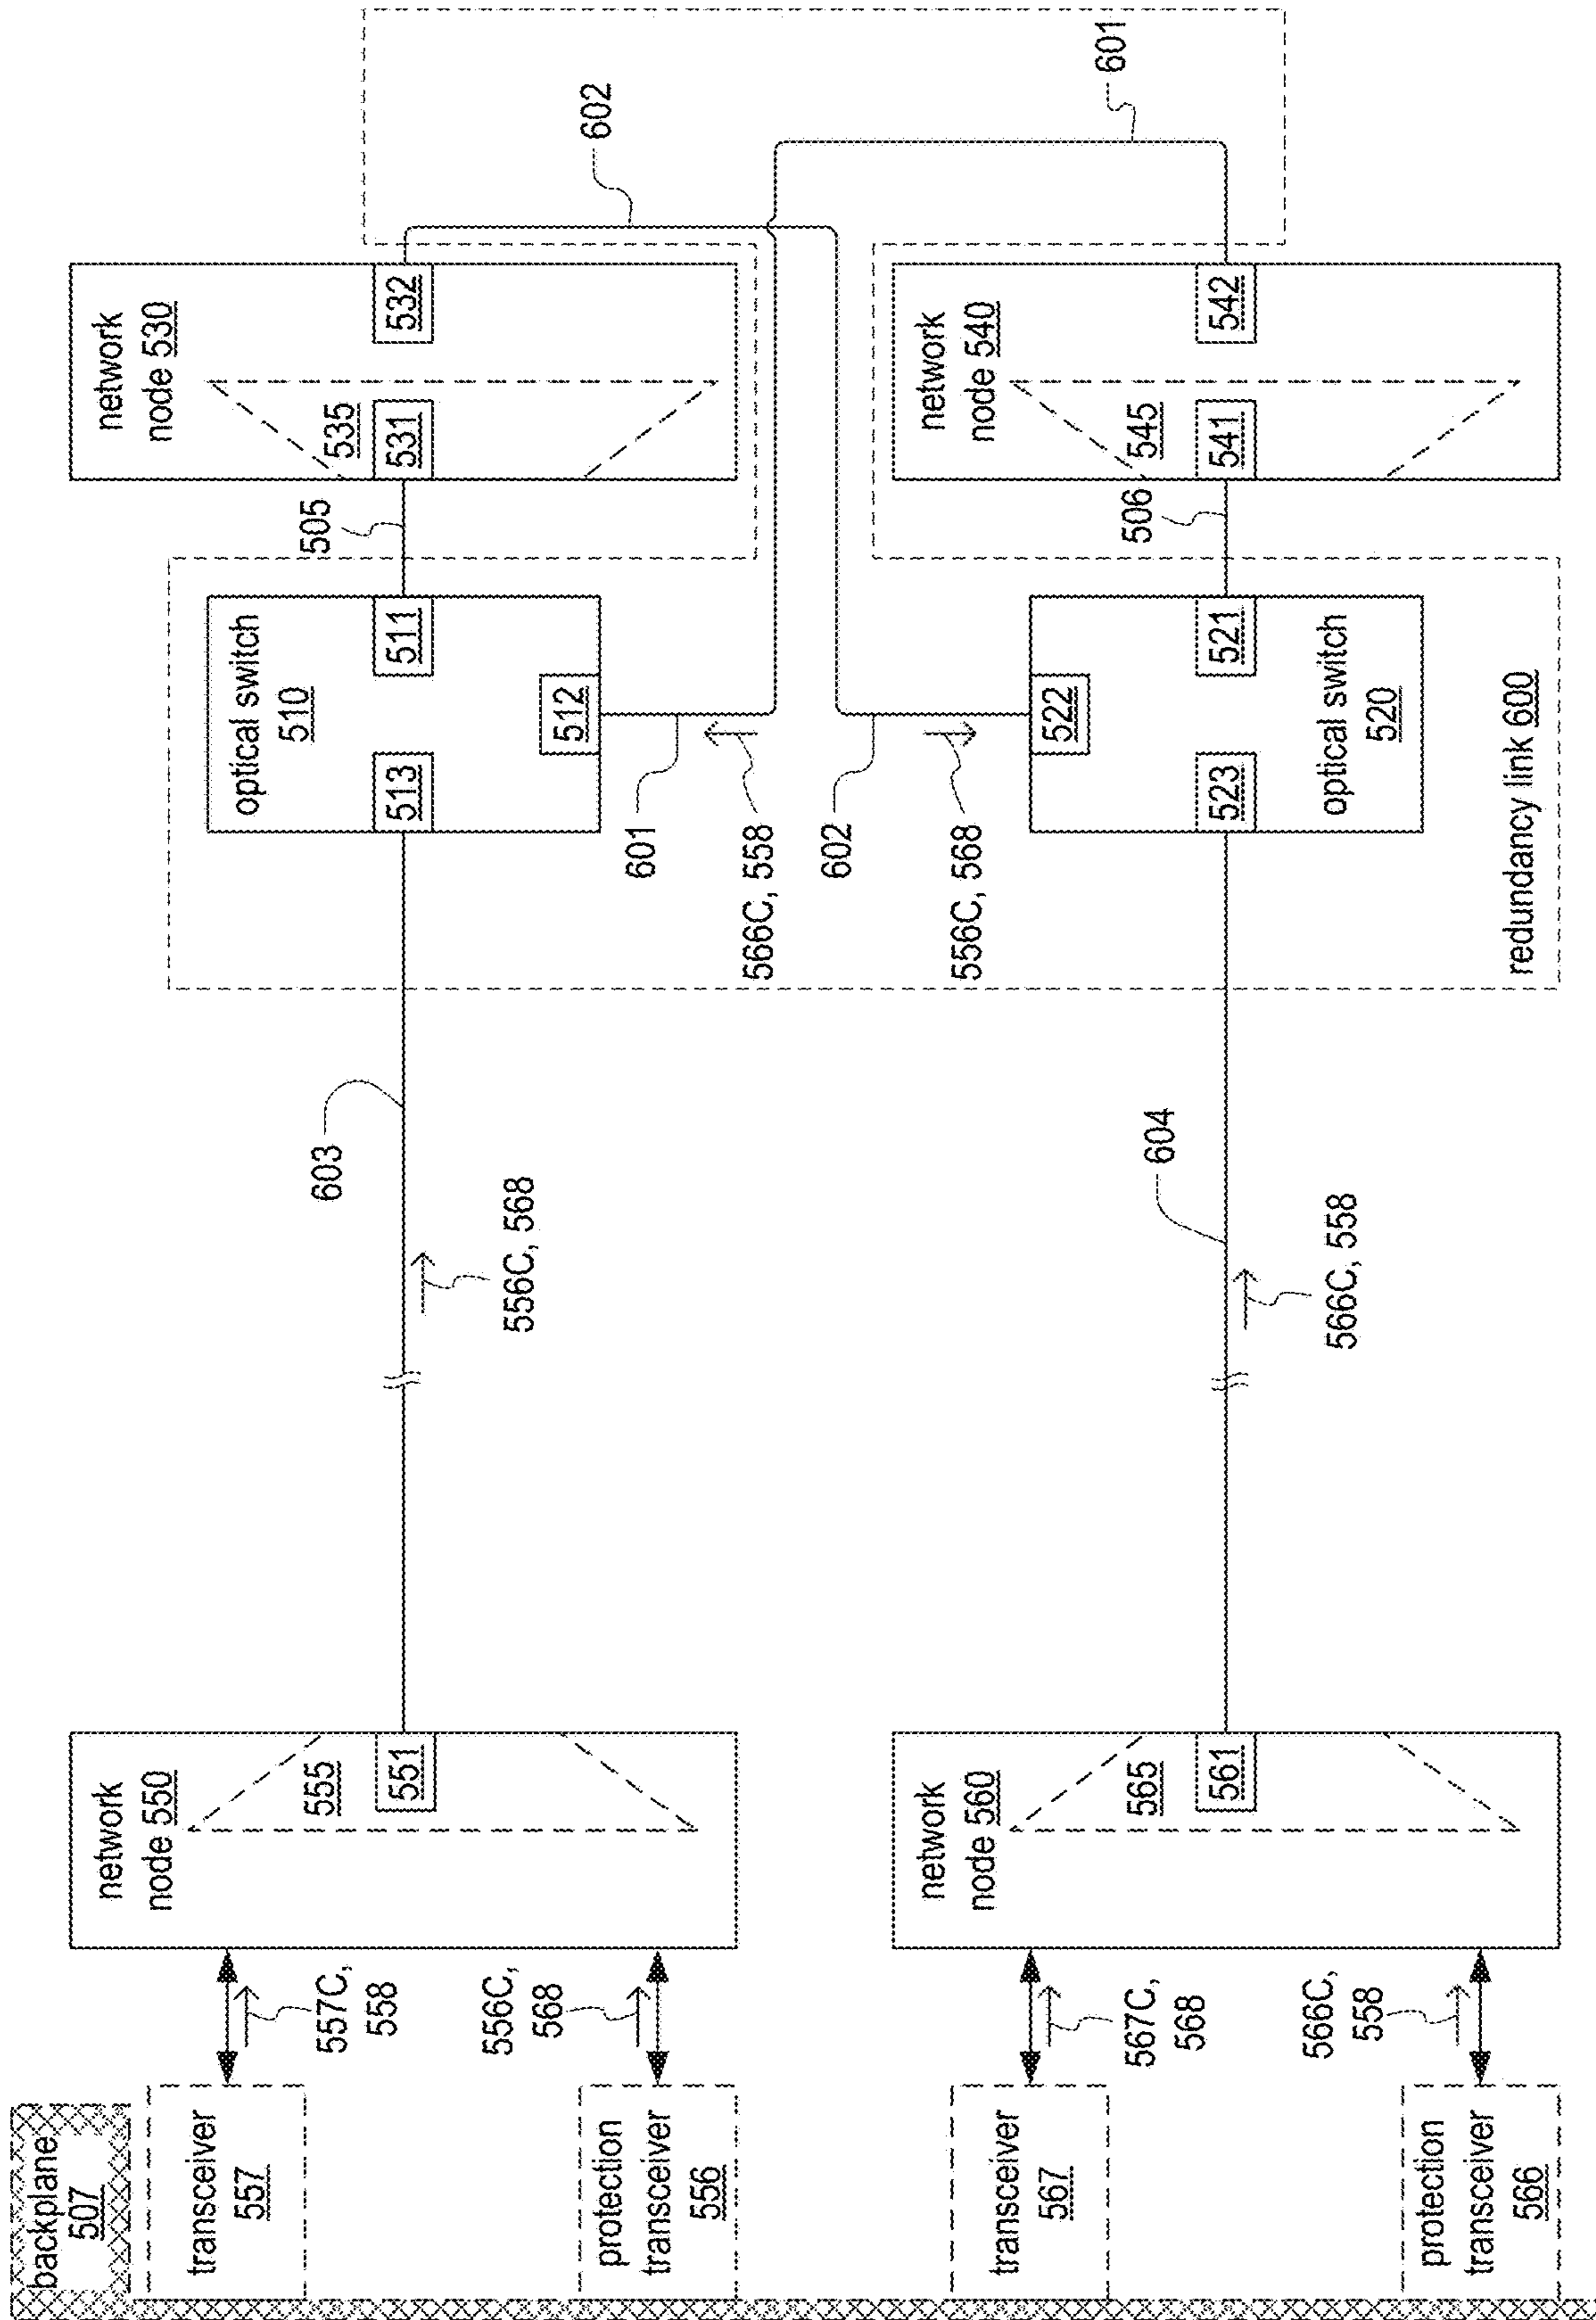 backplane
507
transceiver
557
protection
transceiver
556
transceiver
567
protection
transceiver
566
557C,
558
556C,
568
567C,
568
566C,
558
network
node 550
555
551
network
node 560
565
561
603
556C, 568
604
566C, 558
optical switch
510
513
511
512
601
566C, 558
602
556C, 568
522
523
521
optical switch
520
redundancy link 600
505
506
network
node 530
535
531
532
network
node 540
545
541
542
602
601